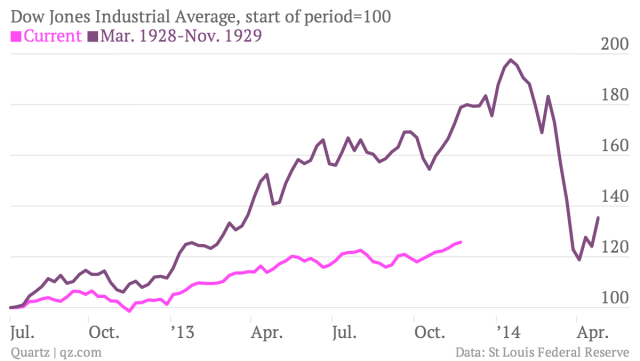 Dow Jones Industrial Average, start of period=100
Current Mar. 1928-Nov. 1929
200
180
160
140
120
100
Jul. Oct. ’13 Apr. Jul. Oct. ’14 Apr.
Quartz | qz.com Data: St Louis Federal Reserve